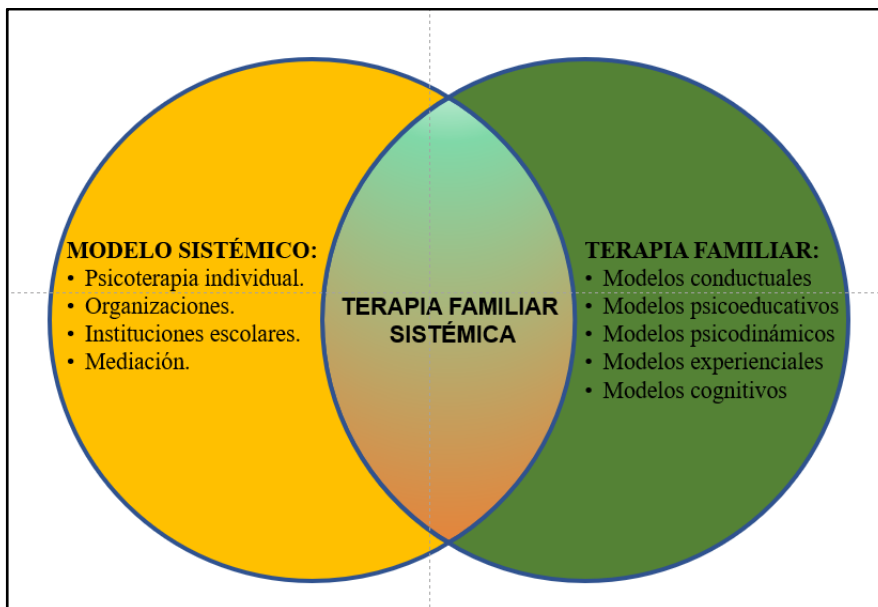 MODELO SISTÉMICO:
• Psicoterapia individual.
• Organizaciones.
• Instituciones escolares.
• Mediación.
TERAPIA FAMILIAR
SISTÉMICA
TERAPIA FAMILIAR:
• Modelos conductuales
• Modelos psicoeducativos
• Modelos psicodinámicos
• Modelos experienciales
• Modelos cognitivos